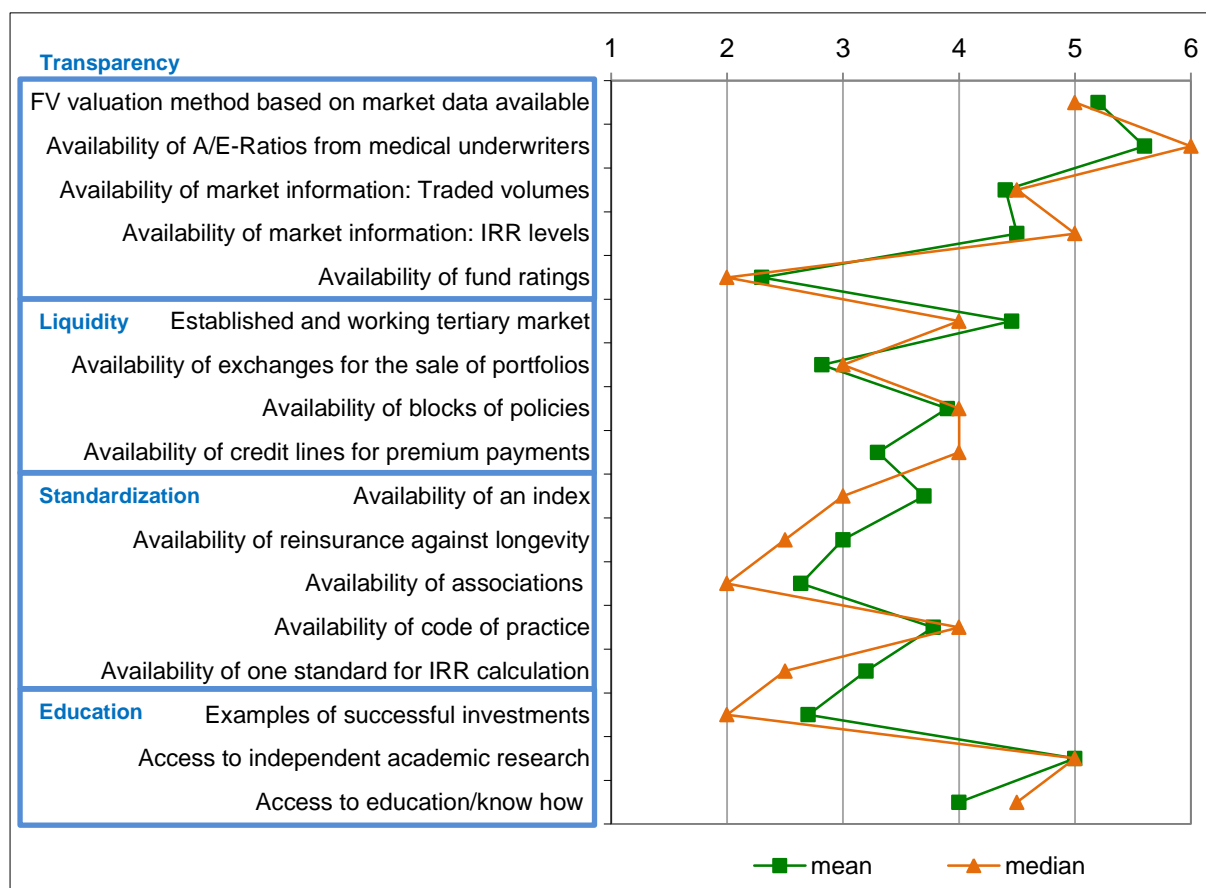 1 2 3 4 5 6
Transparency
FV valuation method based on market data available
Availability of A/E-Ratios from medical underwriters
Availability of market information: Traded volumes
Availability of market information: IRR levels
Availability of fund ratings
Liquidity Established and working tertiary market
Availability of exchanges for the sale of portfolios
Availability of blocks of policies
Availability of credit lines for premium payments
Standardization Availability of an index
Availability of reinsurance against longevity
Availability of associations
Availability of code of practice
Availability of one standard for IRR calculation
Education Examples of successful investments
Access to independent academic research
Access to education/know how
mean median